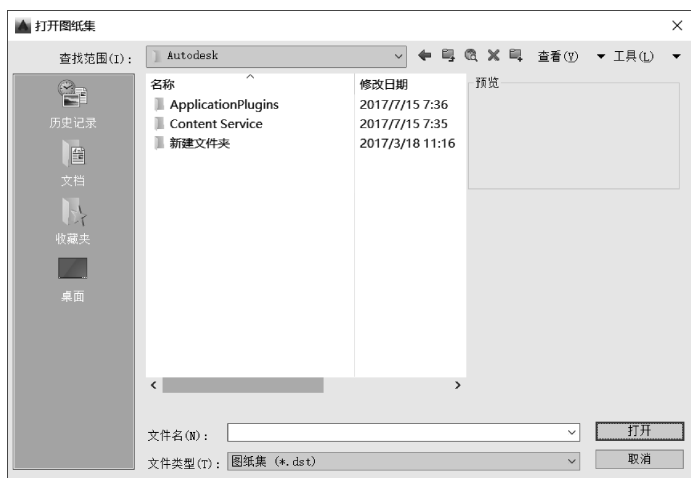 打开图纸集
查找范围(I): Autodesk 查看(V) 工具(L)
历史记录
文档
收藏夹
桌面
名称 修改日期
ApplicationPlugins 2017/7/15 7:36
Content Service 2017/7/15 7:35
新建文件夹 2017/3/18 11:16
预览
文件名(N): 打开
文件类型(T): 图纸集 (*.dst) 取消